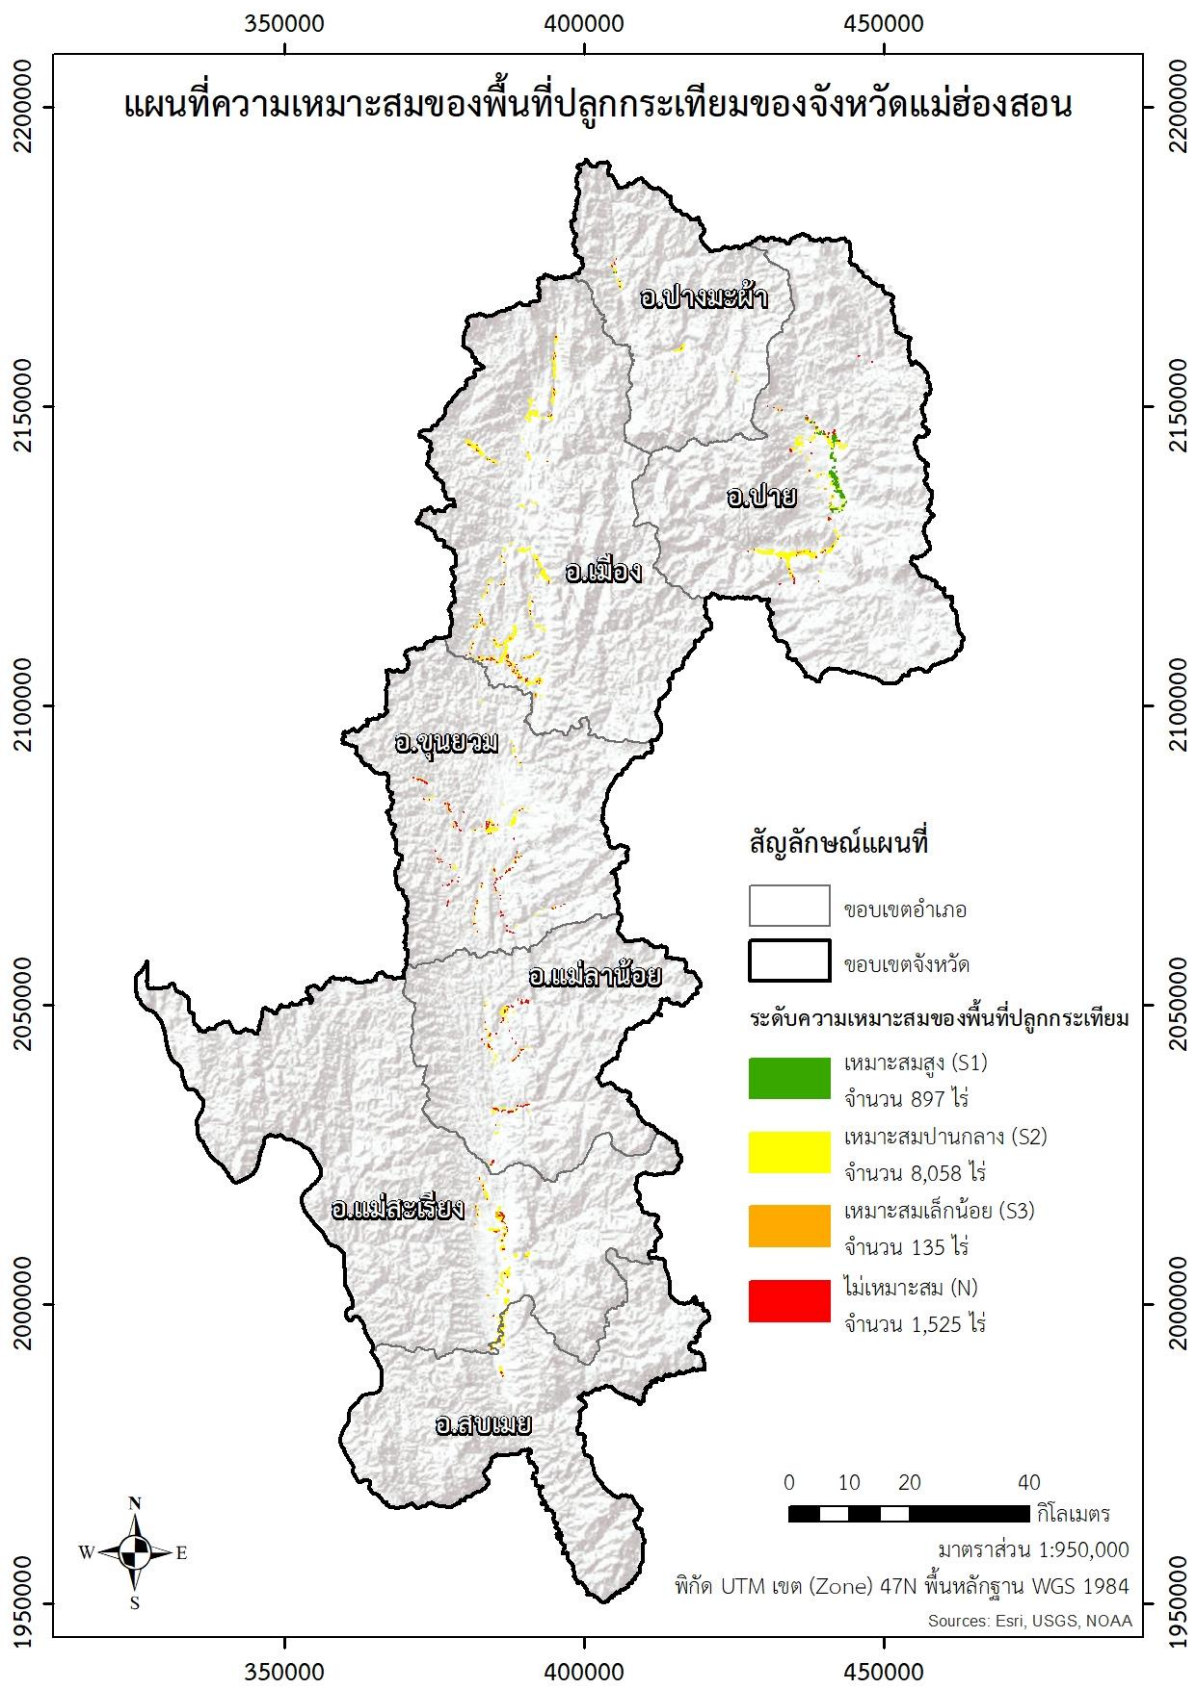 350000 400000 450000
2200000 2200000
แผนที่ความเหมาะสมของพื้นที่ปลูกกระเทียมของจังหวัดแม่ฮ่องสอน
อ.ปางมะผ้า
2150000 2150000
อ.ปาย
อ.เมือง
2100000 2100000
อ.ขุนยวม
สัญลักษณ์แผนที่
ขอบเขตอำเภอ
ขอบเขตจังหวัด
อ.แม่ลาน้อย
2050000 2050000
ระดับความเหมาะสมของพื้นที่ปลูกกระเทียม
เหมาะสมสูง (S1)
จำนวน 897 ไร่
เหมาะสมปานกลาง (S2)
จำนวน 8,058 ไร่
อ.แม่สะเรียง
เหมาะสมเล็กน้อย (S3)
จำนวน 135 ไร่
2000000 2000000
ไม่เหมาะสม (N)
จำนวน 1,525 ไร่
อ.สบเมย
0 10 20 40
กิโลเมตร
N
W E
S
มาตราส่วน 1:950,000
พิกัด UTM เขต (Zone) 47N พื้นหลักฐาน WGS 1984
1950000 1950000
Sources: Esri, USGS, NOAA
350000 400000 450000